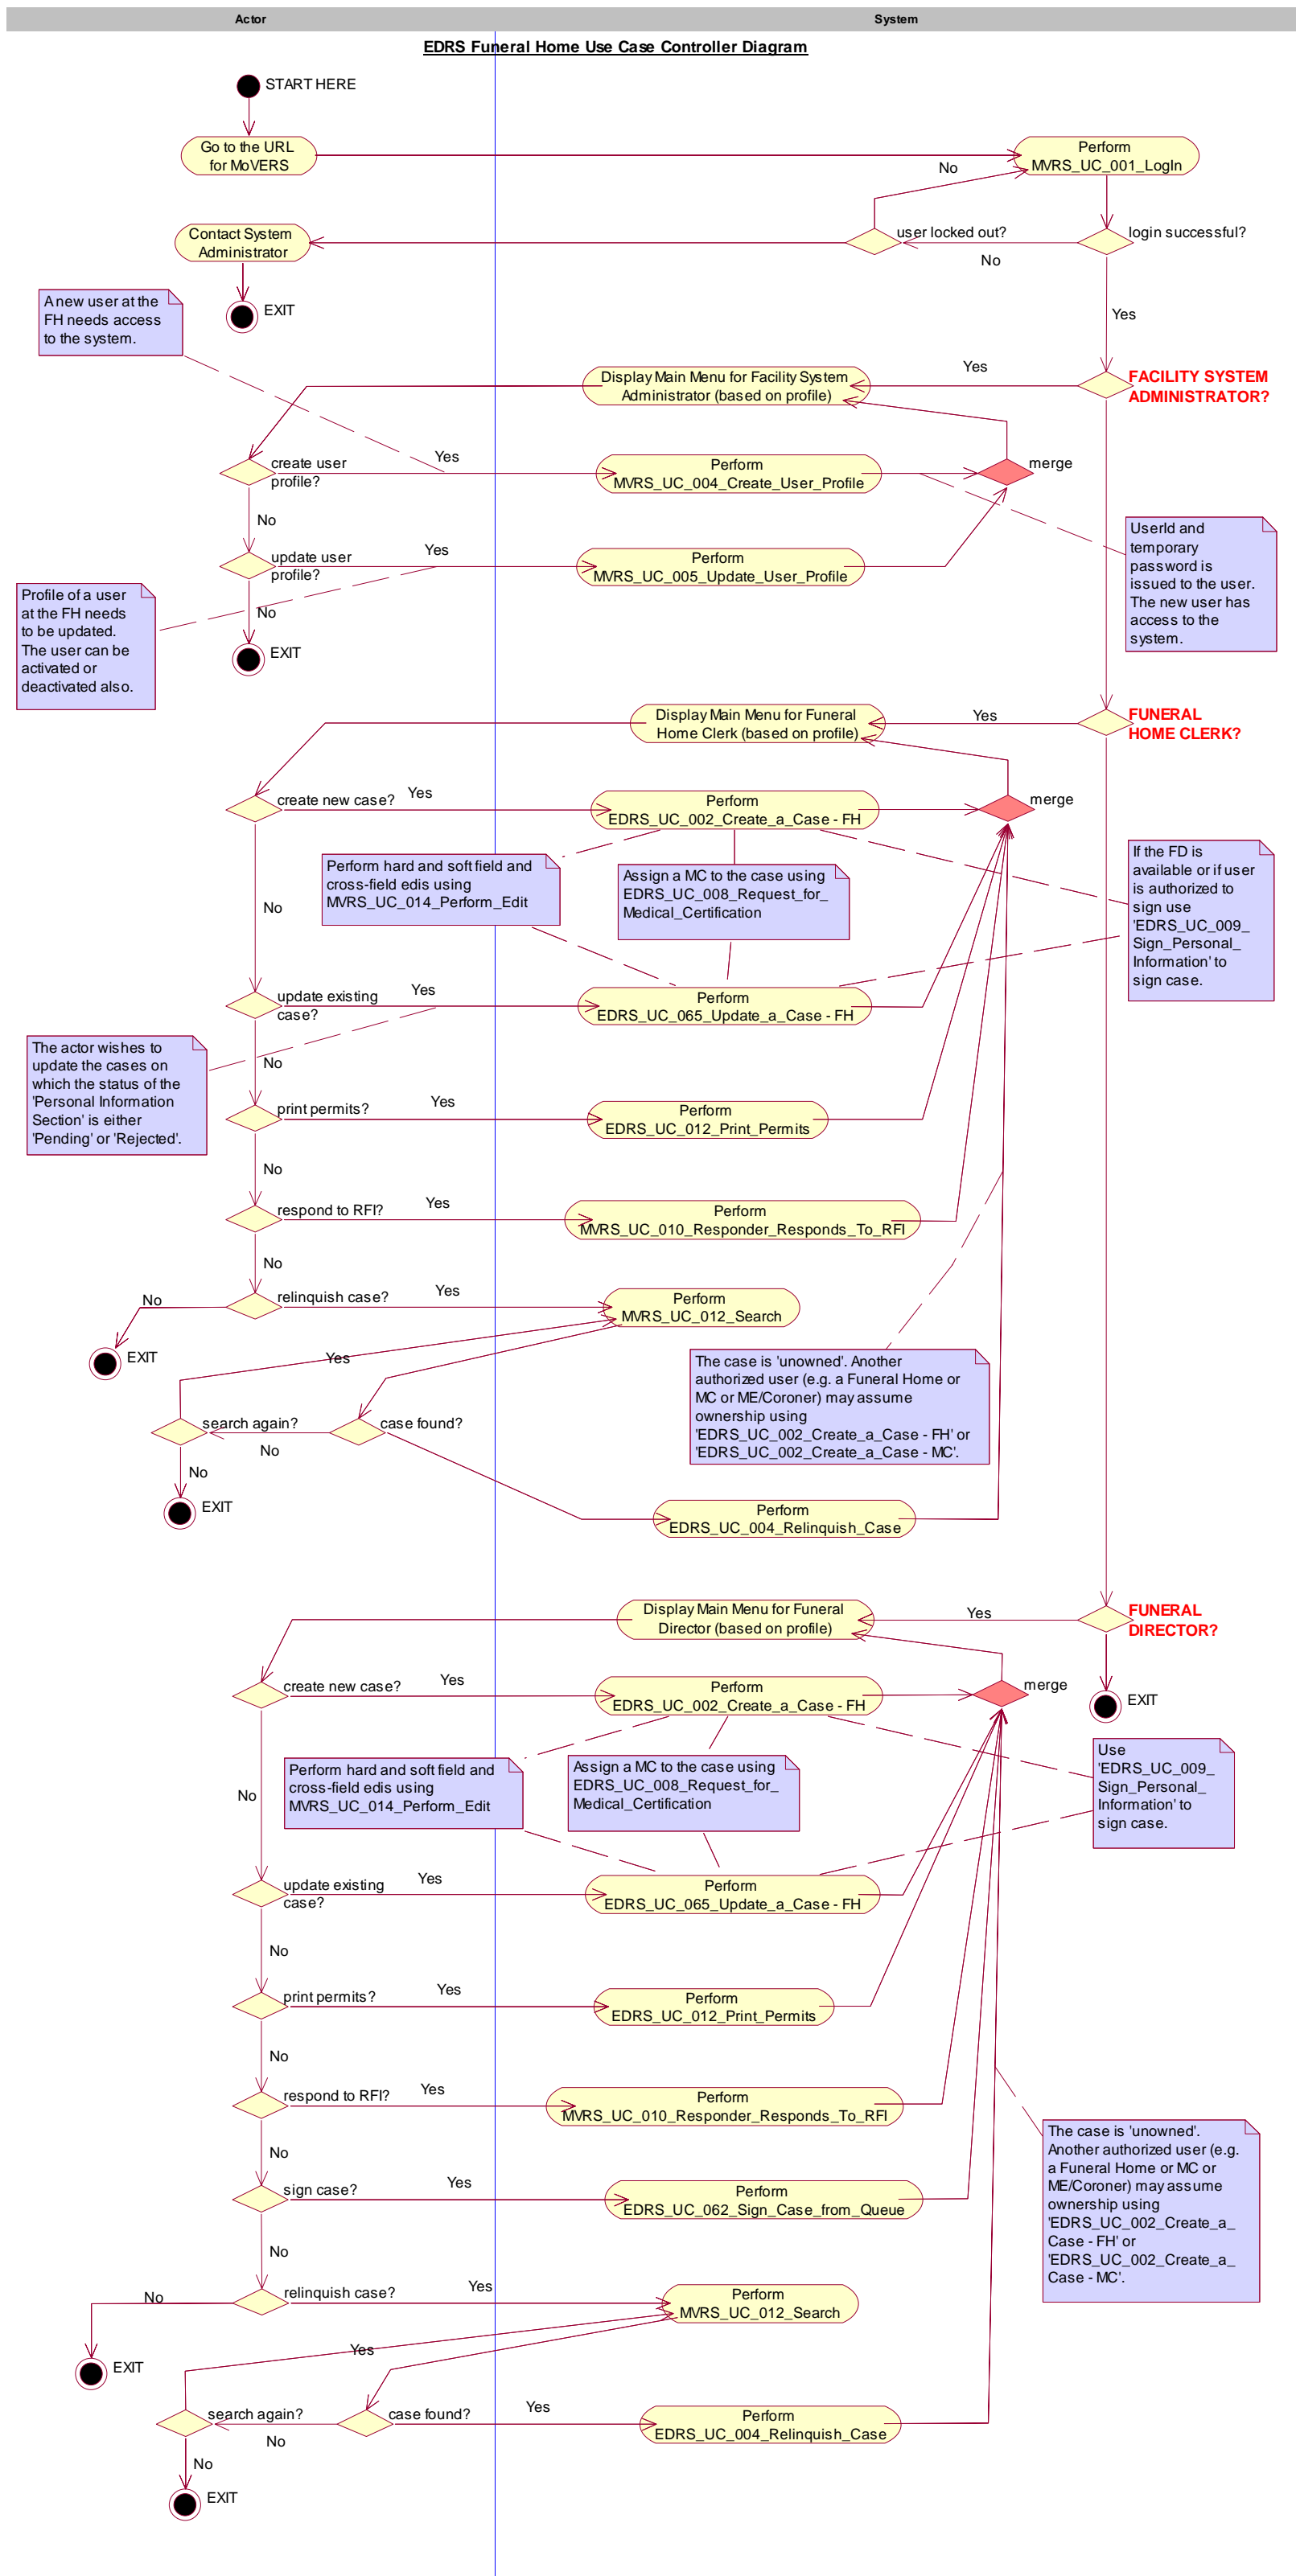 Actor
System
EDRS Funeral Home Use Case Controller Diagram
START HERE
Go to the URL
for MoVERS
Perform
MVRS_UC_001_LogIn
No
Contact System
Administrator
user locked out?
login successful?
No
EXIT
Yes
A new user at the
FH needs access
to the system.
Display Main Menu for Facility System
Administrator (based on profile)
Yes
FACILITY SYSTEM
ADMINISTRATOR?
create user
profile?
Yes
Perform
MVRS_UC_004_Create_User_Profile
merge
No
UserId and
temporary
password is
issued to the user.
The new user has
access to the
system.
update user
profile?
Yes
Perform
MVRS_UC_005_Update_User_Profile
Profile of a user
at the FH needs
to be updated.
The user can be
activated or
deactivated also.
No
EXIT
Display Main Menu for Funeral
Home Clerk (based on profile)
Yes
FUNERAL
HOME CLERK?
create new case?
Yes
Perform
EDRS_UC_002_Create_a_Case - FH
merge
Perform hard and soft field and
cross-field edis using
MVRS_UC_014_Perform_Edit
Assign a MC to the case using
EDRS_UC_008_Request_for_
Medical_Certification
If the FD is
available or if user
is authorized to
sign use
'EDRS_UC_009_
Sign_Personal_
Information' to
sign case.
No
update existing
case?
Yes
Perform
EDRS_UC_065_Update_a_Case - FH
The actor wishes to
update the cases on
which the status of the
'Personal Information
Section' is either
'Pending' or 'Rejected'.
No
print permits?
Yes
Perform
EDRS_UC_012_Print_Permits
No
respond to RFI?
Yes
Perform
MVRS_UC_010_Responder_Responds_To_RFI
No
relinquish case?
Yes
Perform
MVRS_UC_012_Search
No
EXIT
Yes
The case is 'unowned'. Another
authorized user (e.g. a Funeral Home or
MC or ME/Coroner) may assume
ownership using
'EDRS_UC_002_Create_a_Case - FH' or
'EDRS_UC_002_Create_a_Case - MC'.
search again?
case found?
No
No
EXIT
Perform
EDRS_UC_004_Relinquish_Case
Display Main Menu for Funeral
Director (based on profile)
Yes
FUNERAL
DIRECTOR?
create new case?
Yes
Perform
EDRS_UC_002_Create_a_Case - FH
merge
EXIT
Perform hard and soft field and
cross-field edis using
MVRS_UC_014_Perform_Edit
Assign a MC to the case using
EDRS_UC_008_Request_for_
Medical_Certification
Use
'EDRS_UC_009_
Sign_Personal_
Information' to
sign case.
No
update existing
case?
Yes
Perform
EDRS_UC_065_Update_a_Case - FH
No
print permits?
Yes
Perform
EDRS_UC_012_Print_Permits
No
respond to RFI?
Yes
Perform
MVRS_UC_010_Responder_Responds_To_RFI
The case is 'unowned'.
Another authorized user (e.g.
a Funeral Home or MC or
ME/Coroner) may assume
ownership using
'EDRS_UC_002_Create_a_
Case - FH' or
'EDRS_UC_002_Create_a_
Case - MC'.
No
sign case?
Yes
Perform
EDRS_UC_062_Sign_Case_from_Queue
No
relinquish case?
Yes
Perform
MVRS_UC_012_Search
No
EXIT
Yes
search again?
case found?
Yes
Perform
EDRS_UC_004_Relinquish_Case
No
No
EXIT